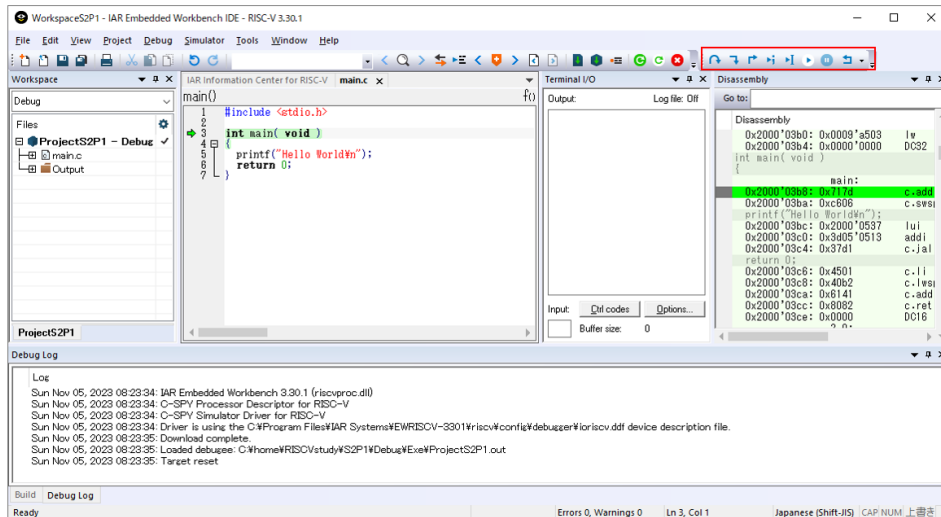 WorkspaceS2P1 - IAR Embedded Workbench IDE - RISC-V 3.30.1
File Edit View Project Debug Simulator Tools Window Help
Workspace
Debug
Files
ProjectS2P1 - Debug
main.c
Output
ProjectS2P1
IAR Information Center for RISC-V main.c
main() f()
1 #include <stdio.h>
2
3 int main( void )
4 {
5 printf("Hello World¥n");
6 return 0;
7 }
Terminal I/O
Output: Log file: Off
Input: Ctrl codes Options...
Buffer size: 0
Disassembly
Go to:
Disassembly
0x2000'03b0: 0x0009'a503 lw
0x2000'03b4: 0x0000'0000 DC32
int main( void )
{
main:
0x2000'03b8: 0x717d c.add
0x2000'03ba: 0xc606 c.sws
printf("Hello World¥n");
0x2000'03bc: 0x2000'0537 lui
0x2000'03c0: 0x3d05'0513 addi
0x2000'03c4: 0x37d1 c.jal
return 0;
0x2000'03c6: 0x4501 c.li
0x2000'03c8: 0x40b2 c.lws
0x2000'03ca: 0x6141 c.add
0x2000'03cc: 0x8082 c.ret
0x2000'03ce: 0x0000 DC16
Debug Log
Log
Sun Nov 05, 2023 08:23:34: IAR Embedded Workbench 3.30.1 (riscvproc.dll)
Sun Nov 05, 2023 08:23:34: C-SPY Processor Descriptor for RISC-V
Sun Nov 05, 2023 08:23:34: C-SPY Simulator Driver for RISC-V
Sun Nov 05, 2023 08:23:34: Driver is using the C:¥Program Files¥IAR Systems¥EWRISCV-3301¥riscv¥config¥debugger¥ioriscv.ddf device description file.
Sun Nov 05, 2023 08:23:35: Download complete.
Sun Nov 05, 2023 08:23:35: Loaded debugee: C:¥home¥RISCVstudy¥S2P1¥Debug¥Exe¥ProjectS2P1.out
Sun Nov 05, 2023 08:23:35: Target reset
Build Debug Log
Ready Errors 0, Warnings 0 Ln 3, Col 1 Japanese (Shift-JIS) CAP NUM 上書き